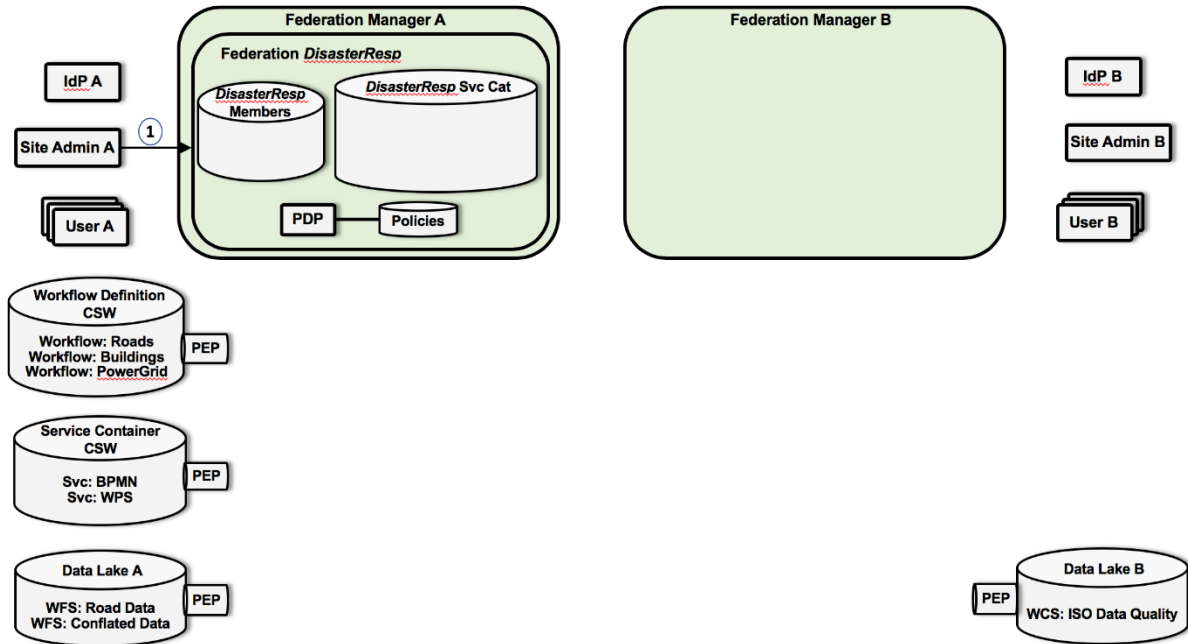 Federation Manager A
Federation DisasterResp
DisasterResp
Members
DisasterResp Svc Cat
PDP
Policies
Federation Manager B
IdP A
Site Admin A
1
User A
IdP B
Site Admin B
User B
Workflow Definition
CSW
Workflow: Roads
Workflow: Buildings
Workflow: PowerGrid
PEP
Service Container
CSW
Svc: BPMN
Svc: WPS
PEP
Data Lake A
WFS: Road Data
WFS: Conflated Data
PEP
PEP
Data Lake B
WCS: ISO Data Quality